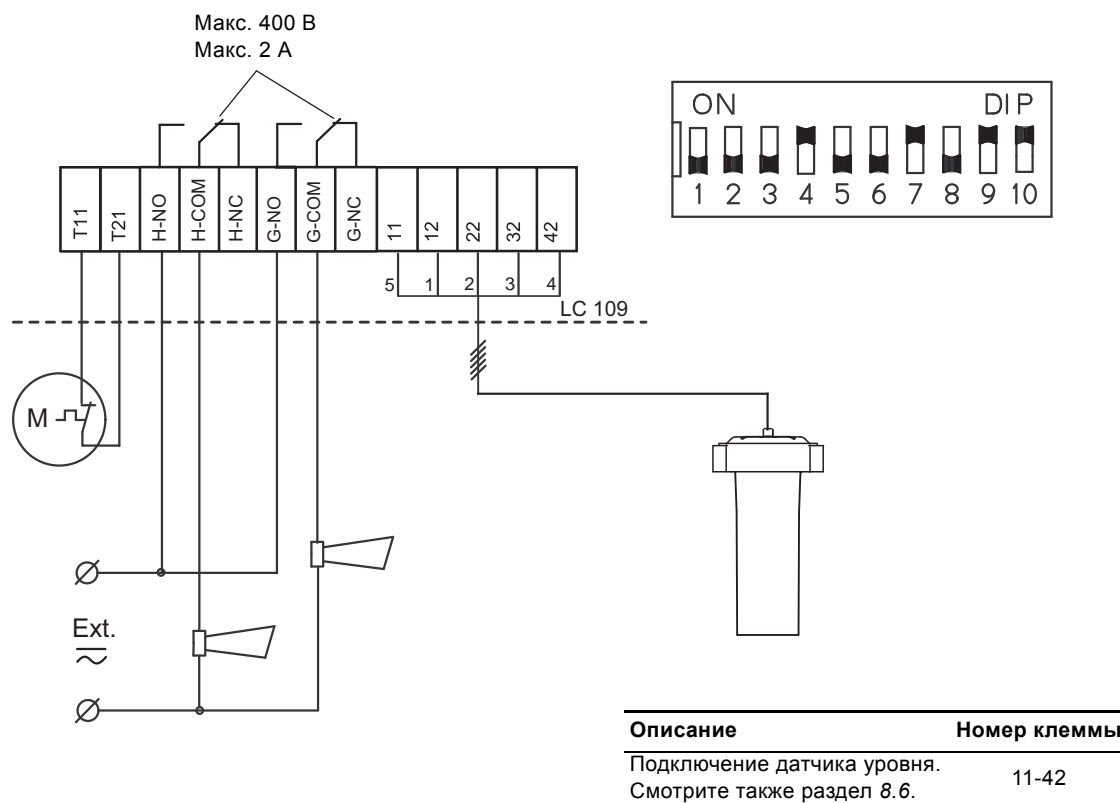 Макс. 400 В
Макс. 2 А
ON DIP
1 2 3 4 5 6 7 8 9 10
T11 T21 H-NO H-COM H-NC G-NO G-COM G-NC 11 12 22 32 42
5 1 2 3 4
LC 109
M
Ext.
Описание Номер клеммы
Подключение датчика уровня.
Смотрите также раздел 8.6.
11-42